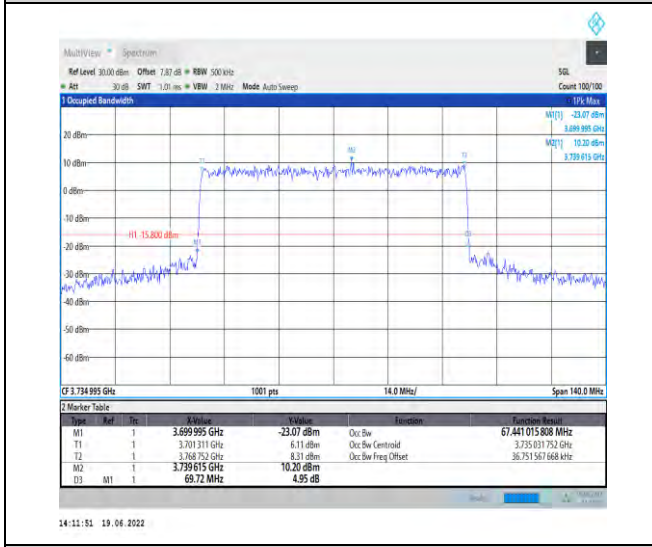 MultiView Spectrum
Ref Level 30.00 dBm Offset 7.87 dB RBW 500 kHz SGL
Att 30 dB SWT 1.01 ms VBW 2 MHz Mode Auto Sweep Count 100/100
1 Occupied Bandwidth 1Pk Max
M1[1] -23.07 dBm
3.699 995 GHz
M2[1] 10.20 dBm
3.739 615 GHz
20 dBm
10 dBm
0 dBm
-10 dBm
H1 -15.800 dBm
-20 dBm
-30 dBm
-40 dBm
-50 dBm
-60 dBm
T1
M2
T2
M1
D3
CF 3.734 995 GHz 1001 pts 14.0 MHz/ Span 140.0 MHz
2 Marker Table
Type Ref Trc X-Value Y-Value Function Function Result
M1 1 3.699 995 GHz -23.07 dBm Occ Bw 67.441 015 808 MHz
T1 1 3.701 311 GHz 6.11 dBm Occ Bw Centroid 3.735 031 752 GHz
T2 1 3.768 752 GHz 8.31 dBm Occ Bw Freq Offset 36.751 567 668 kHz
M2 1 3.739 615 GHz 10.20 dBm
D3 M1 1 69.72 MHz 4.95 dB
14:11:51 19.06.2022